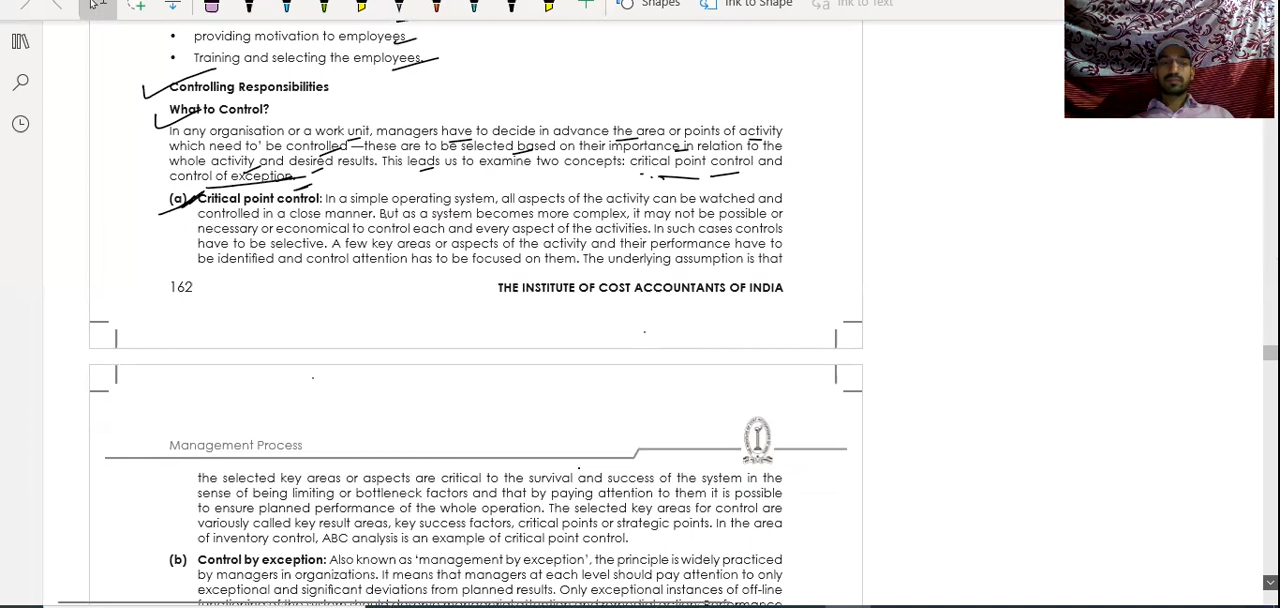 Shapes
Ink to Shape
Ink to Text
• providing motivation to employees
• Training and selecting the employees.
Controlling Responsibilities
What to Control?
In any organisation or a work unit, managers have to decide in advance the area or points of activity
which need to’ be controlled —these are to be selected based on their importance in relation to the
whole activity and desired results. This leads us to examine two concepts: critical point control and
control of exception.
(a) Critical point control: In a simple operating system, all aspects of the activity can be watched and
controlled in a close manner. But as a system becomes more complex, it may not be possible or
necessary or economical to control each and every aspect of the activities. In such cases controls
have to be selective. A few key areas or aspects of the activity and their performance have to
be identified and control attention has to be focused on them. The underlying assumption is that
162 THE INSTITUTE OF COST ACCOUNTANTS OF INDIA
Management Process
the selected key areas or aspects are critical to the survival and success of the system in the
sense of being limiting or bottleneck factors and that by paying attention to them it is possible
to ensure planned performance of the whole operation. The selected key areas for control are
variously called key result areas, key success factors, critical points or strategic points. In the area
of inventory control, ABC analysis is an example of critical point control.
(b) Control by exception: Also known as ‘management by exception’, the principle is widely practiced
by managers in organizations. It means that managers at each level should pay attention to only
exceptional and significant deviations from planned results. Only exceptional instances of off-line